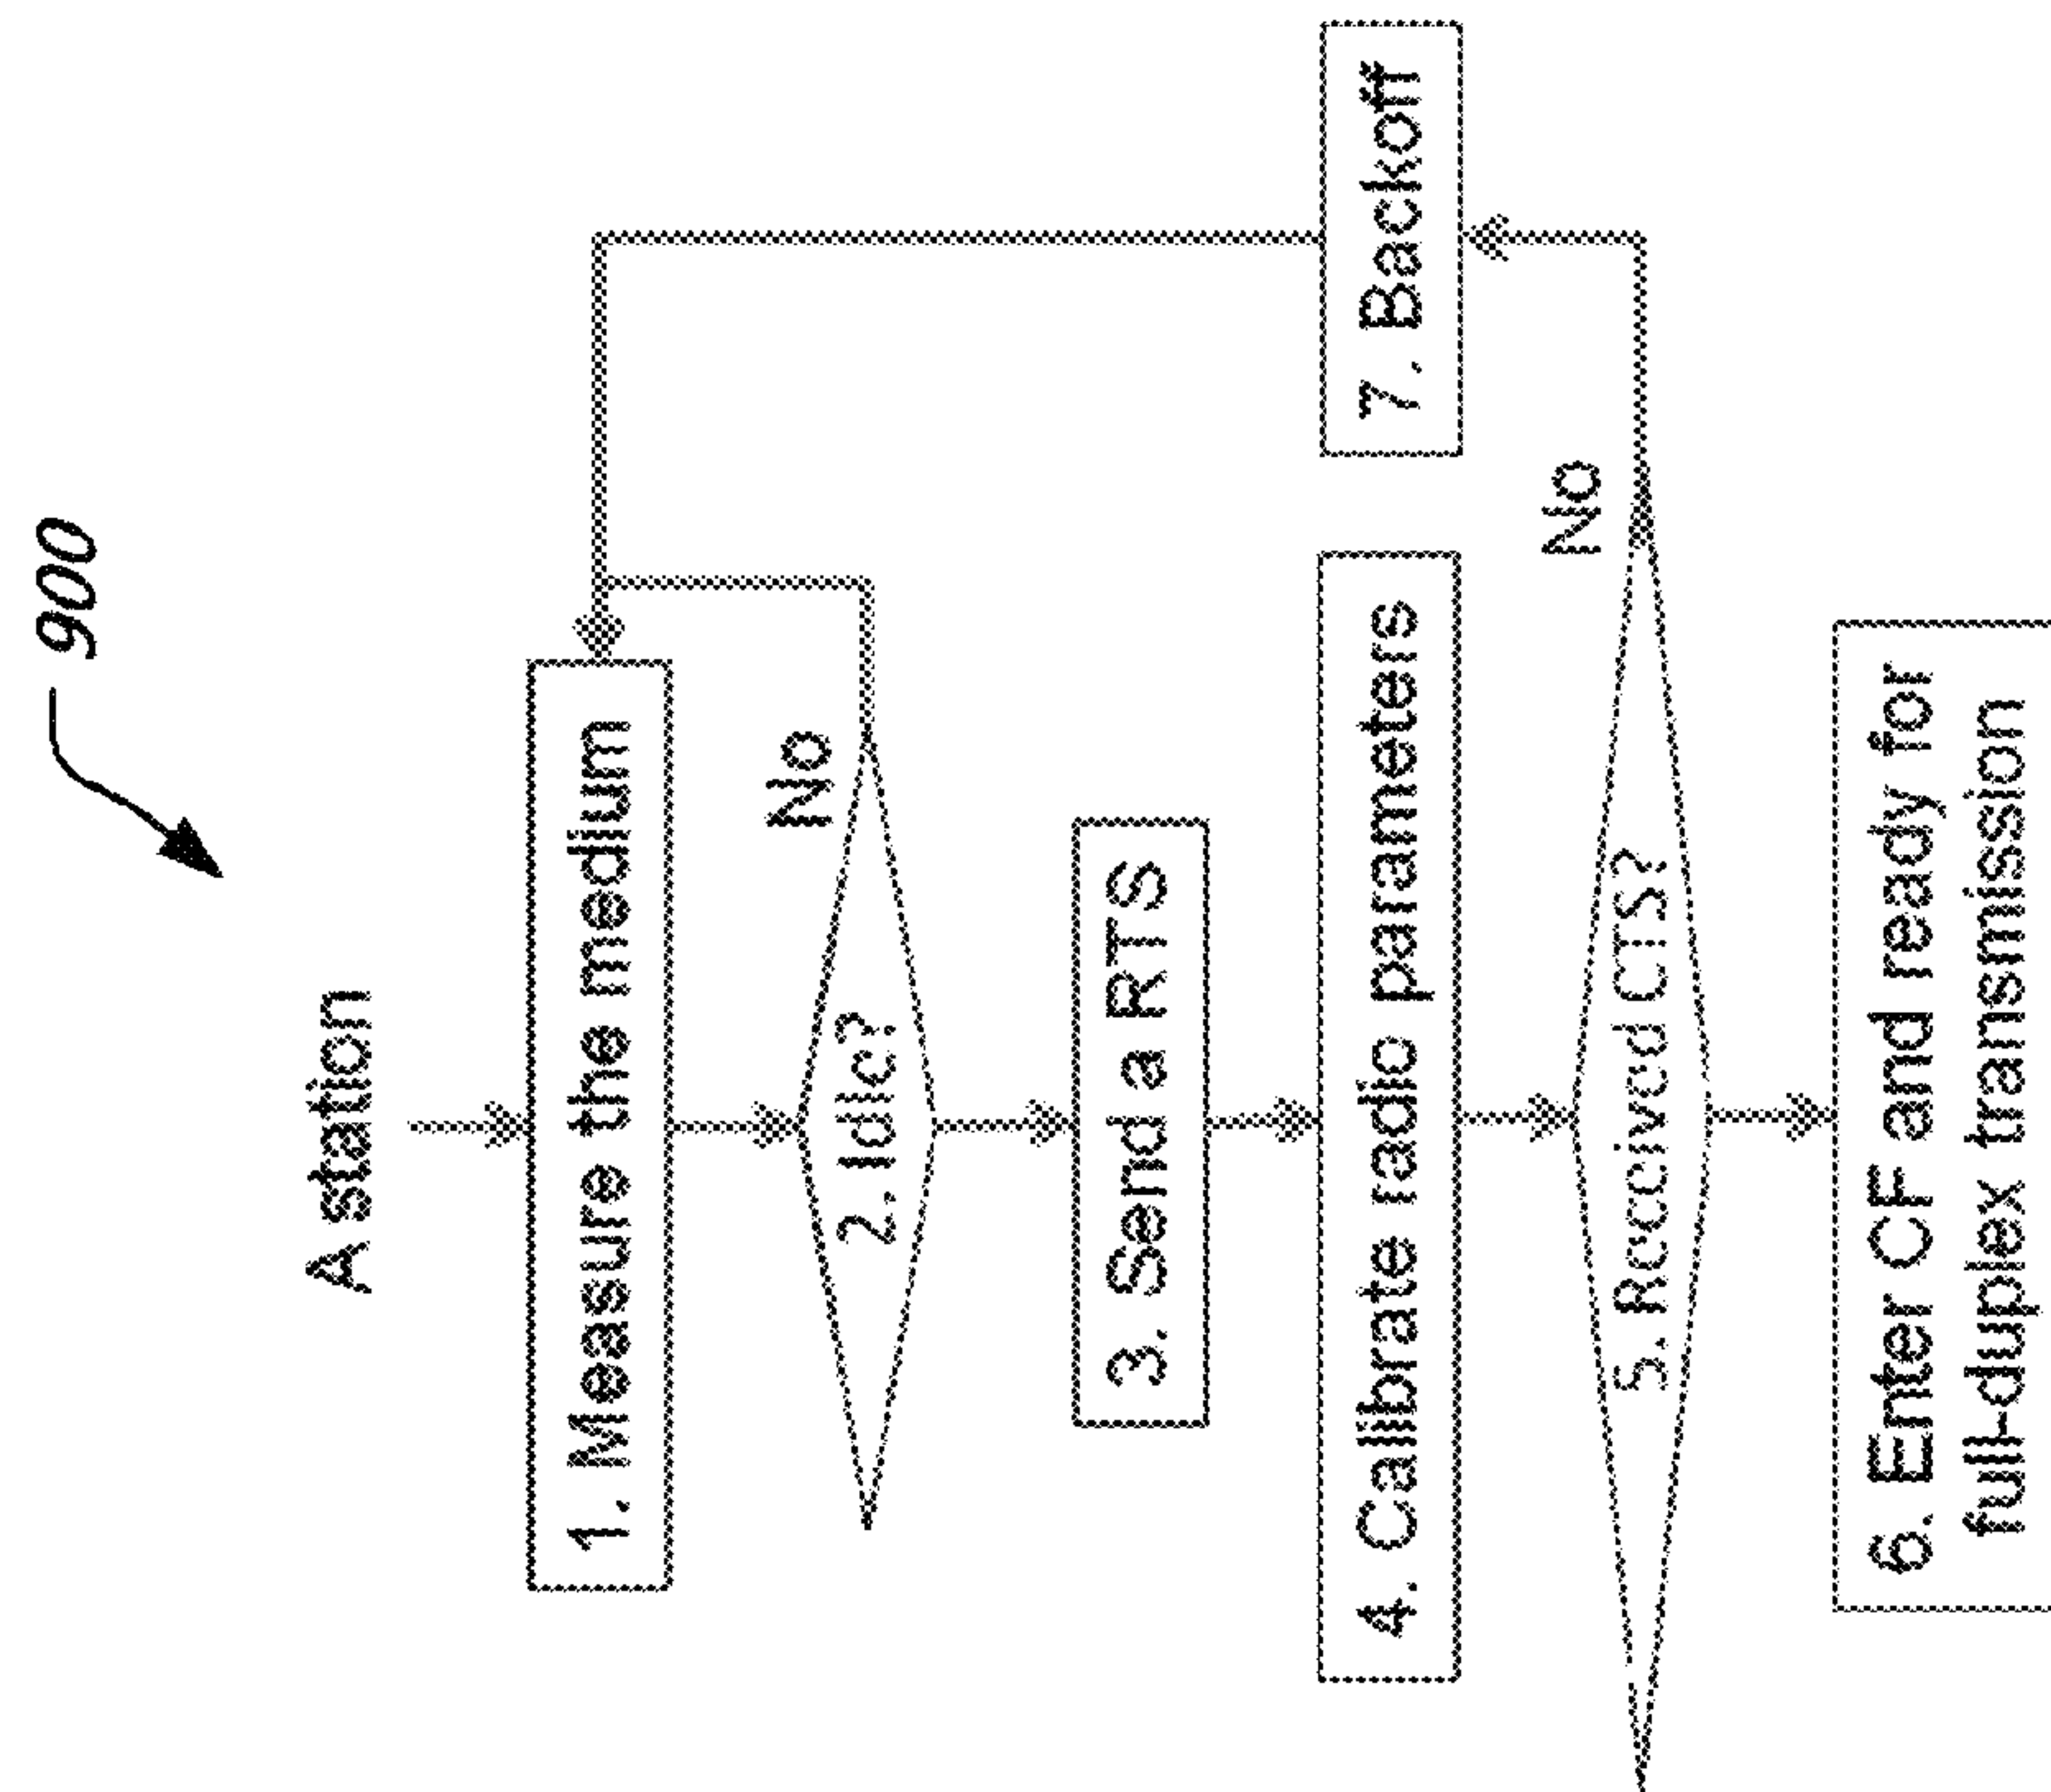 900
A station
1. Measure the medium
2. Idle?
No
3. Send a RTS
4. Calibrate radio parameters
5. Received CTS?
No
7. Backoff
6. Enter CF and ready for
full-duplex transmission